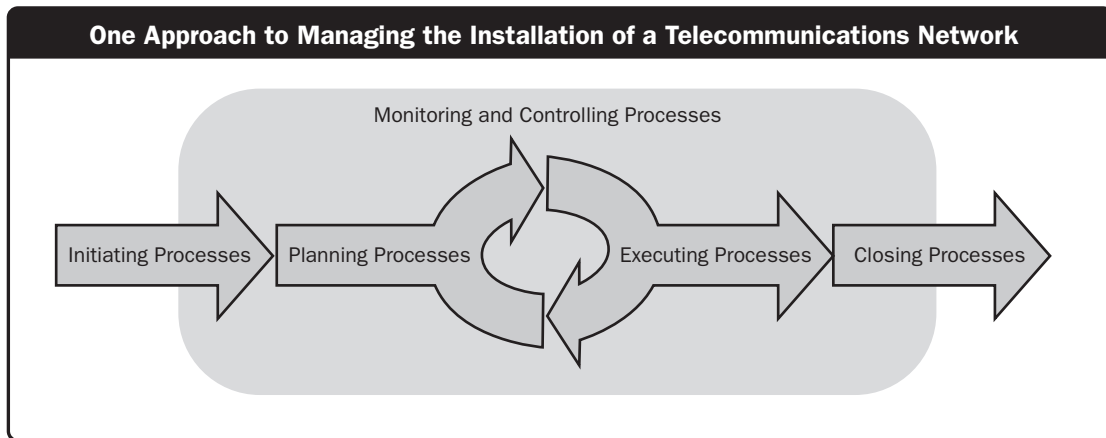 One Approach to Managing the Installation of a Telecommunications Network
Monitoring and Controlling Processes
Initiating Processes
Planning Processes
Executing Processes
Closing Processes